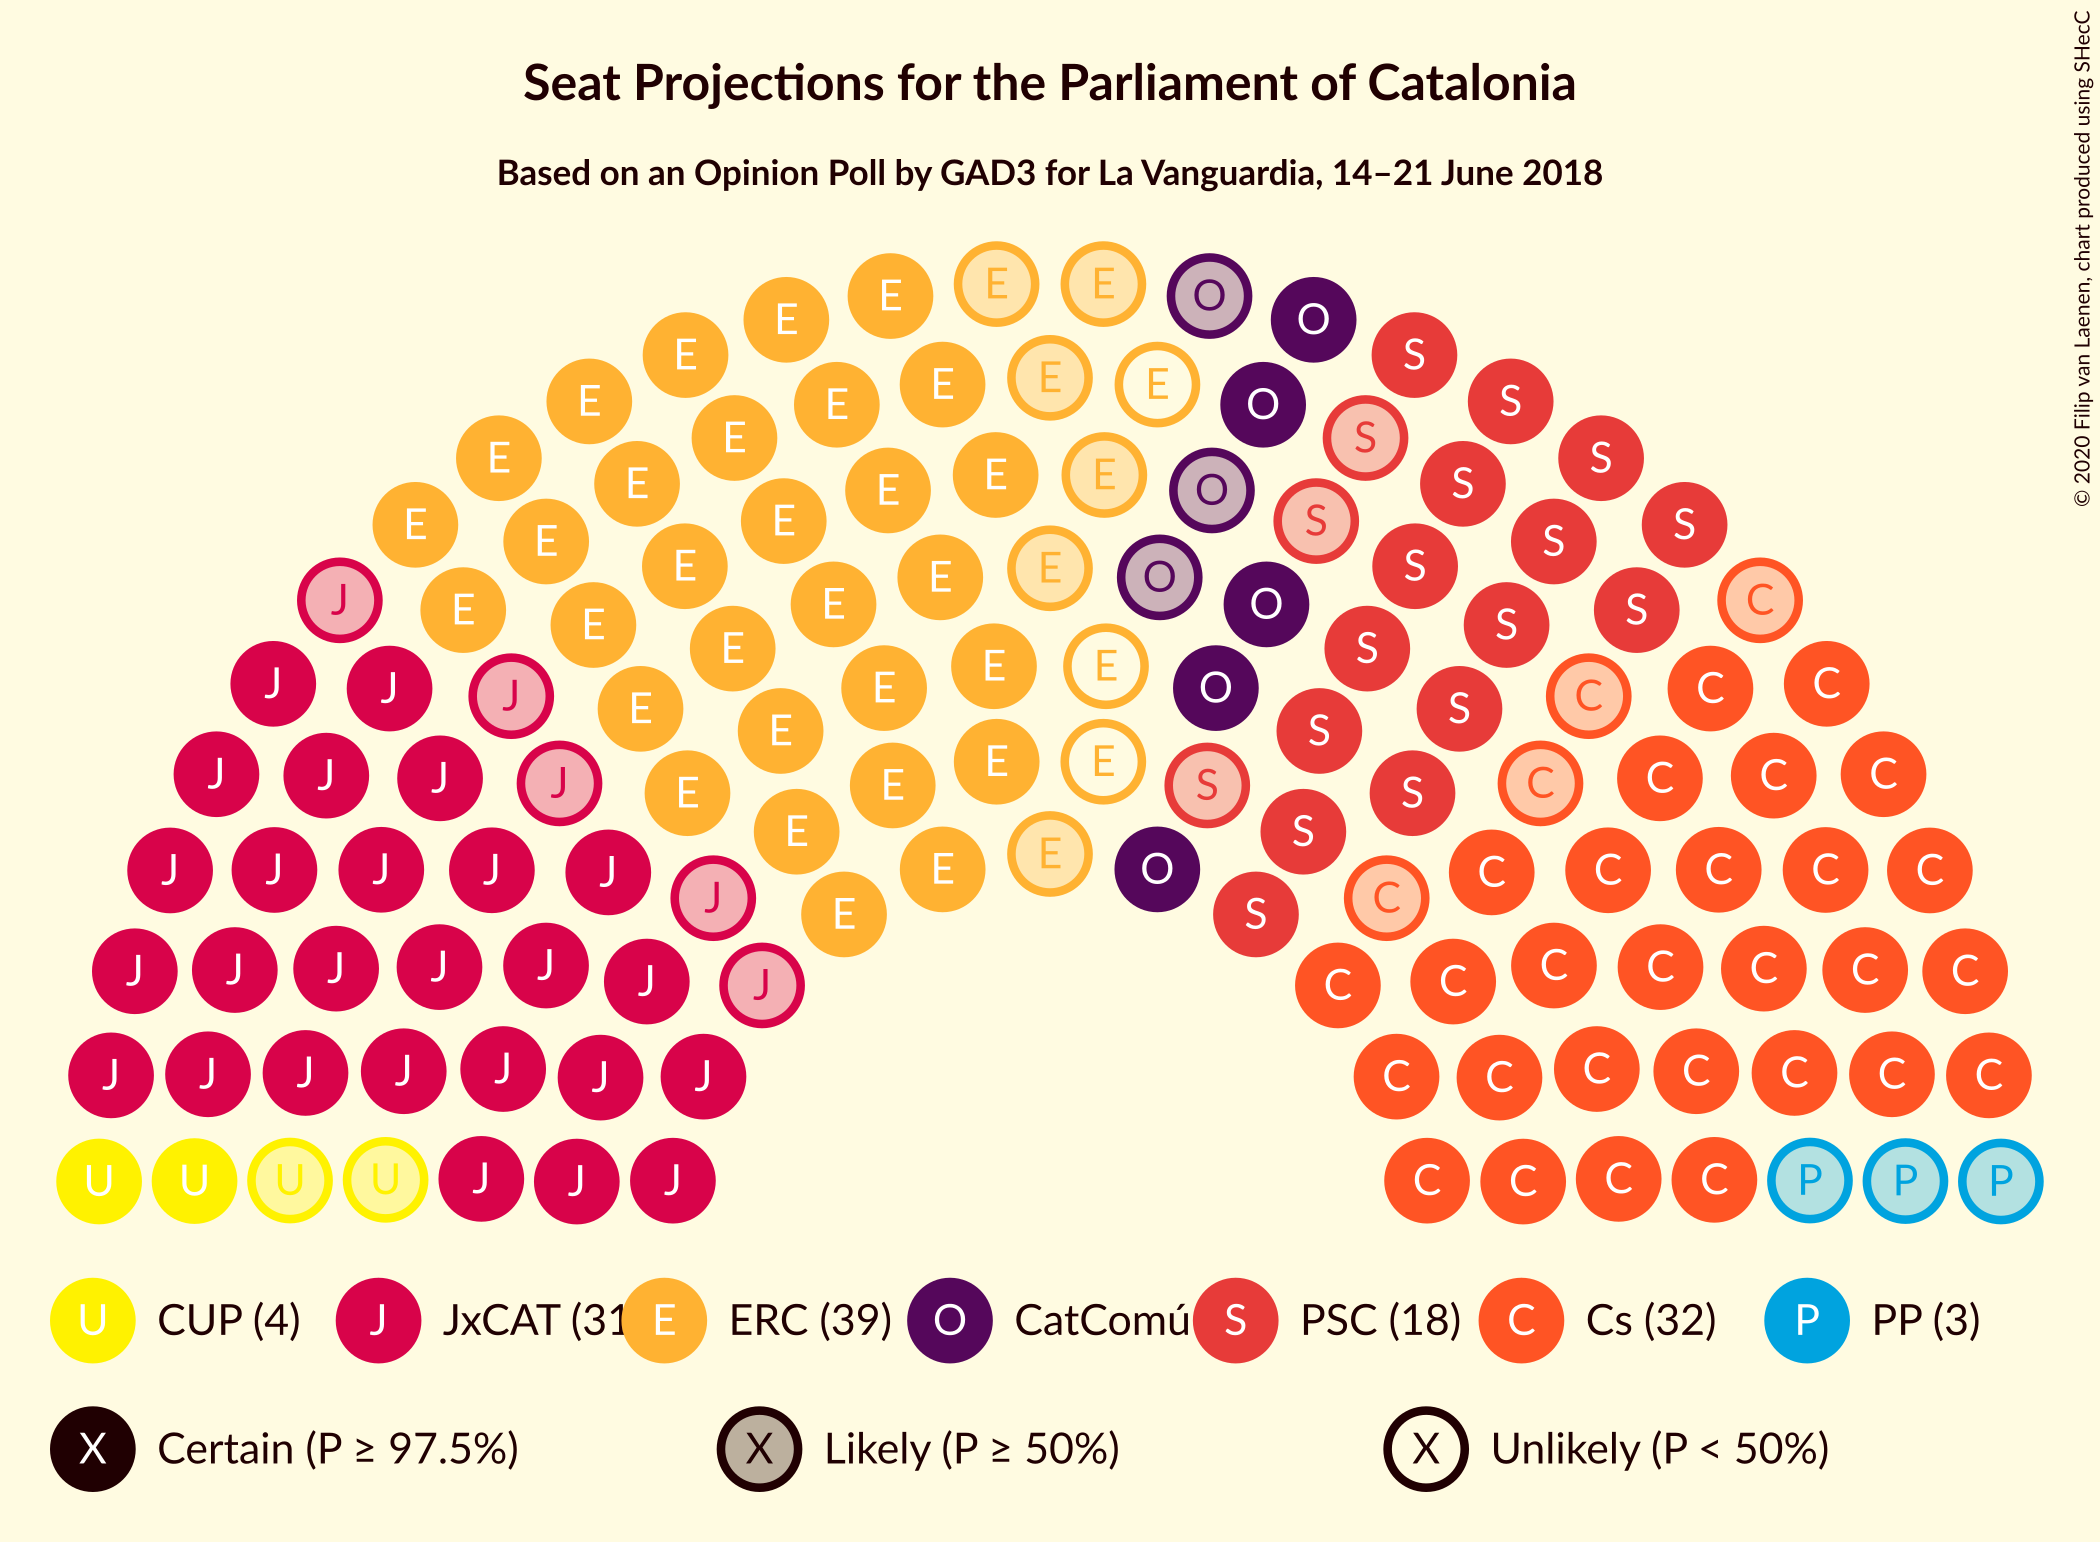 Seat Projections for the Parliament of Catalonia
Based on an Opinion Poll by GAD3 for La Vanguardia, 14–21 June 2018
© 2020 Filip van Laenen, chart produced using SHecC
E E E E O O
E E E S S
E E E E E O S S S
E E E E O S S S
J E E E E E E O S S S S C
E E E O S S
J J J E E E E E O S S S C C C
J J J J E E E E S S S C C C C
J J J J J J E E E O S S C C C C C C
J J J J J J J C C C C C C C C
J J J J J J J C C C C C C C
U U U U J J J C C C C P P P
U CUP (4) J JxCAT (31 E ERC (39) O CatComú S PSC (18) C Cs (32) P PP (3)
X Certain (P ≥ 97.5%) X Likely (P ≥ 50%) X Unlikely (P < 50%)